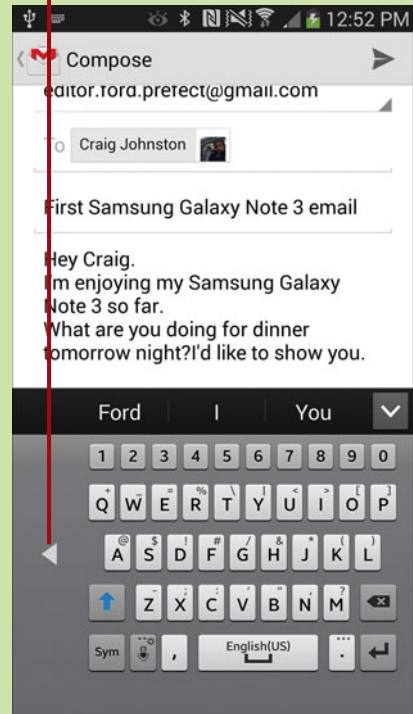 12:52 PM
Compose
editor.ford.prefect@gmail.com
To Craig Johnston
First Samsung Galaxy Note 3 email
Hey Craig.
I'm enjoying my Samsung Galaxy
Note 3 so far.
What are you doing for dinner
tomorrow night?I'd like to show you.
Ford I You
1 2 3 4 5 6 7 8 9 0
Q W E R T Y U I O P
A S D F G H J K L
Z X C V B N M
Sym , English(US) .